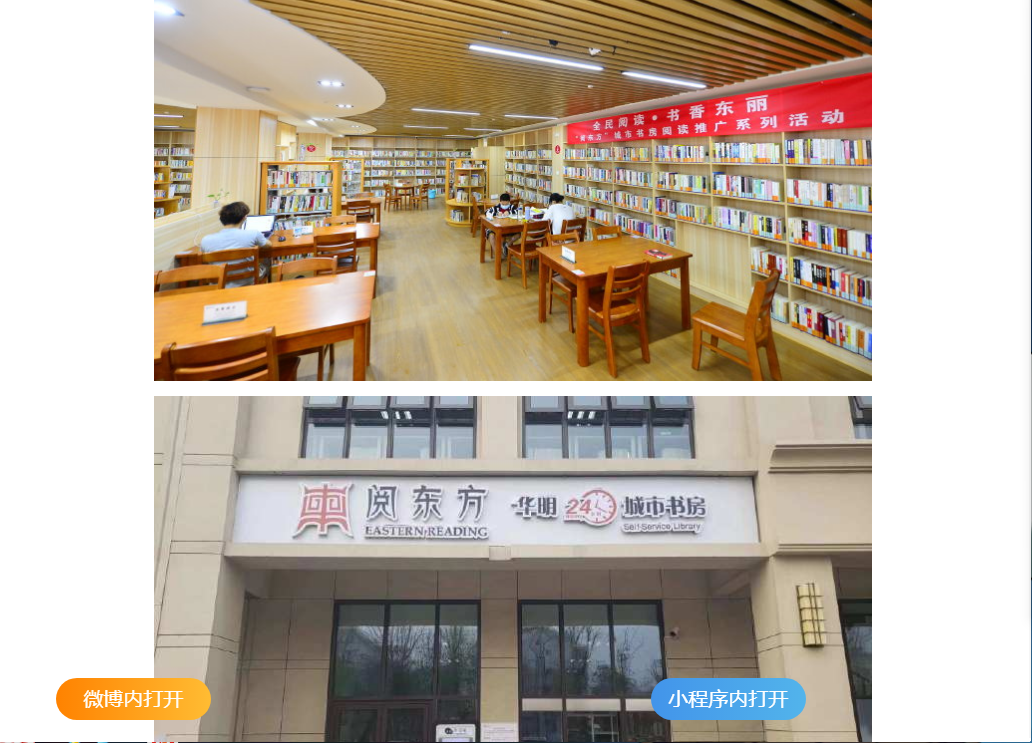 全民阅读·书香东丽
"阅东方"城市书房阅读推广系列活动
阅东方
EASTERN READING
华明
24
城市书房
Self-Service Library
微博内打开
小程序内打开